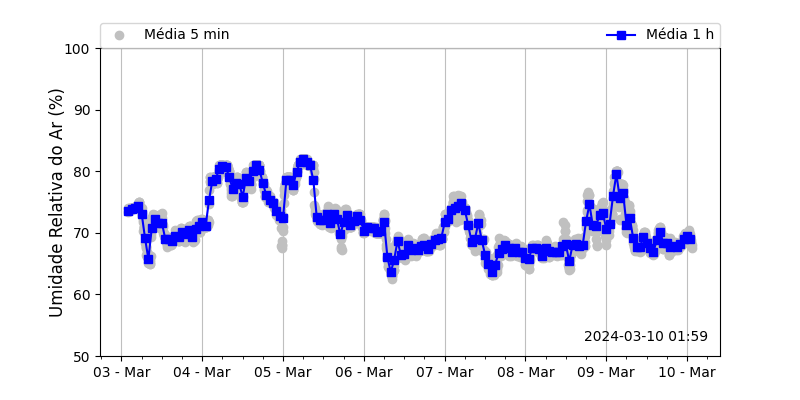 Média 5 min
Média 1 h
Umidade Relativa do Ar (%)
100
90
80
70
60
50
2024-03-10 01:59
03 - Mar
04 - Mar
05 - Mar
06 - Mar
07 - Mar
08 - Mar
09 - Mar
10 - Mar